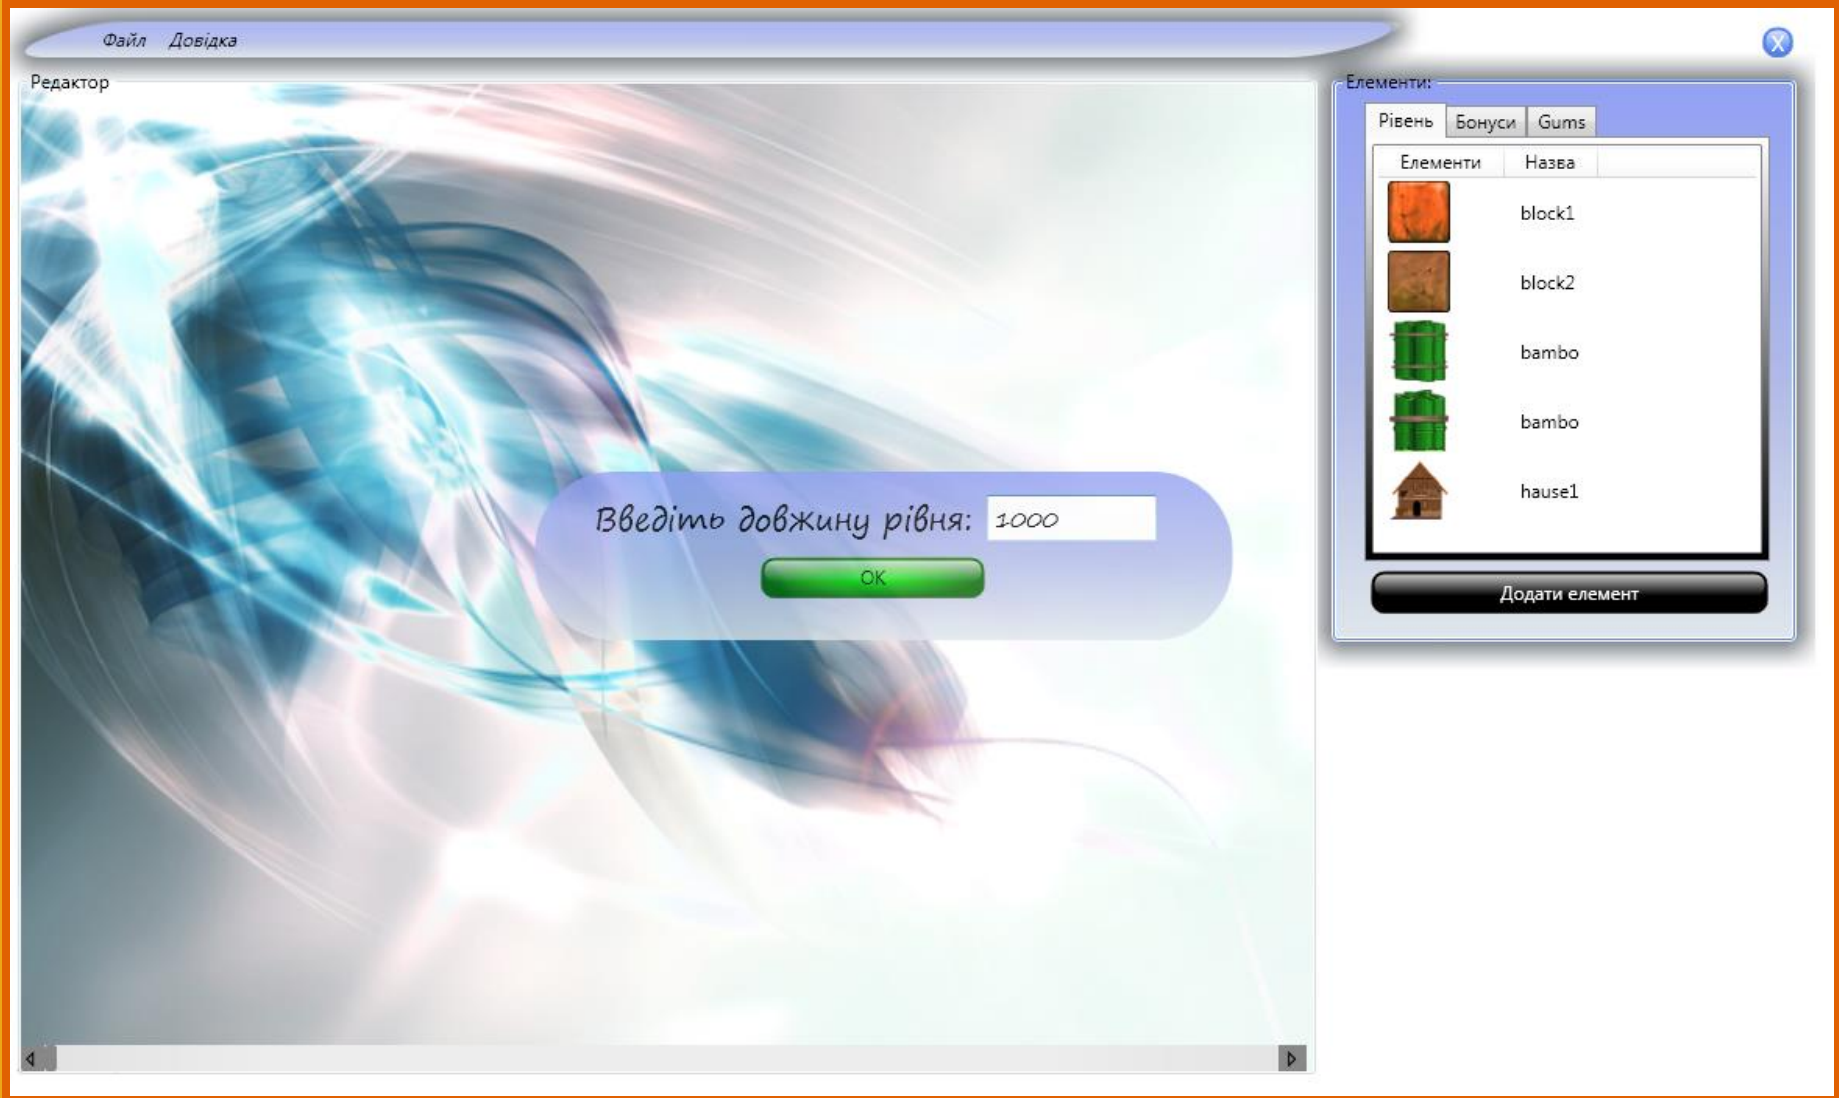 Файл Довідка
X
Редактор
Елементи:
Рівень Бонуси Gums
Елементи Назва
block1
block2
bambo
bambo
hause1
Додати елемент
Введіть довжину рівня: 1000
OK